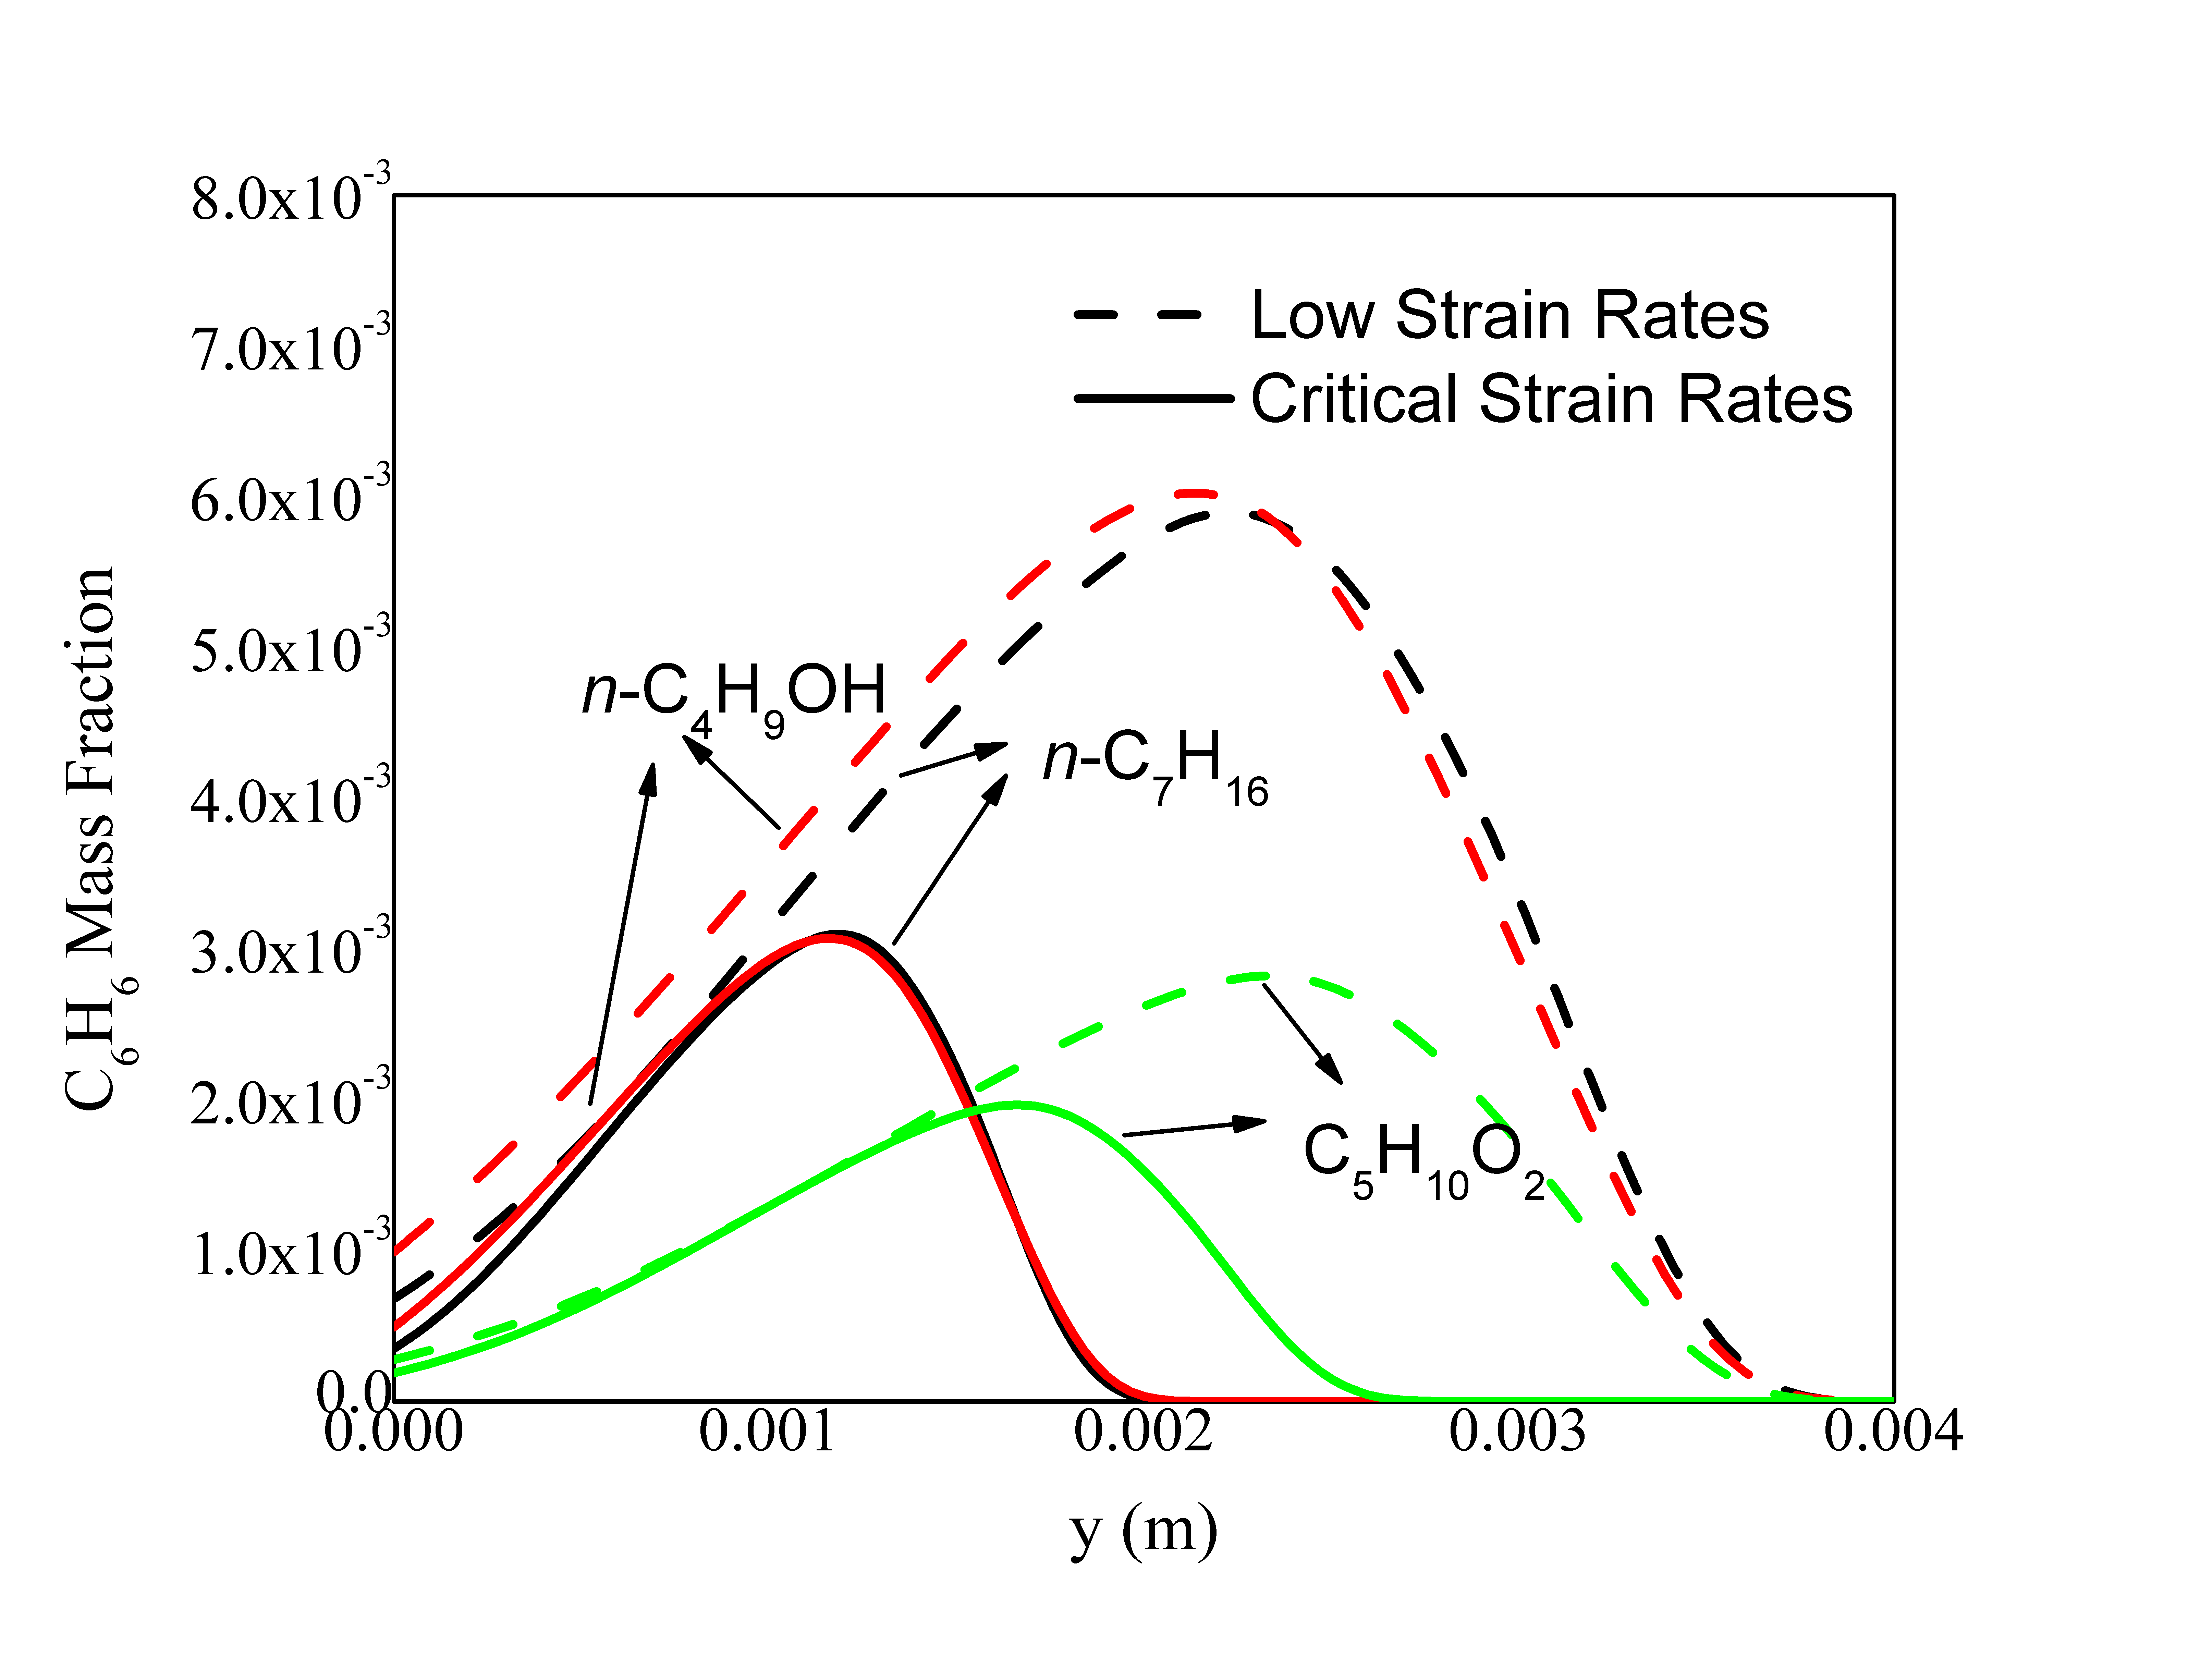 8.0x10⁻³
7.0x10⁻³
6.0x10⁻³
5.0x10⁻³
4.0x10⁻³
3.0x10⁻³
2.0x10⁻³
1.0x10⁻³
0.0
C₆H₆ Mass Fraction
Low Strain Rates
Critical Strain Rates
n-C₄H₉OH
n-C₇H₁₆
C₅H₁₀O₂
0.000 0.001 0.002 0.003 0.004
y (m)